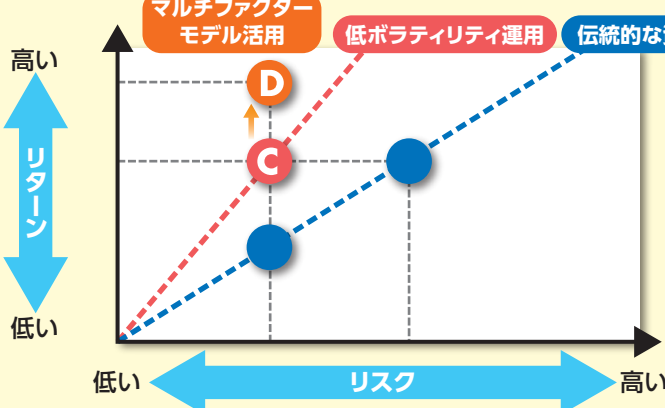 マルチファクター
モデル活用
低ボラティリティ運用
伝統的な
高い
D
C
リターン
低い
低い
リスク
高い